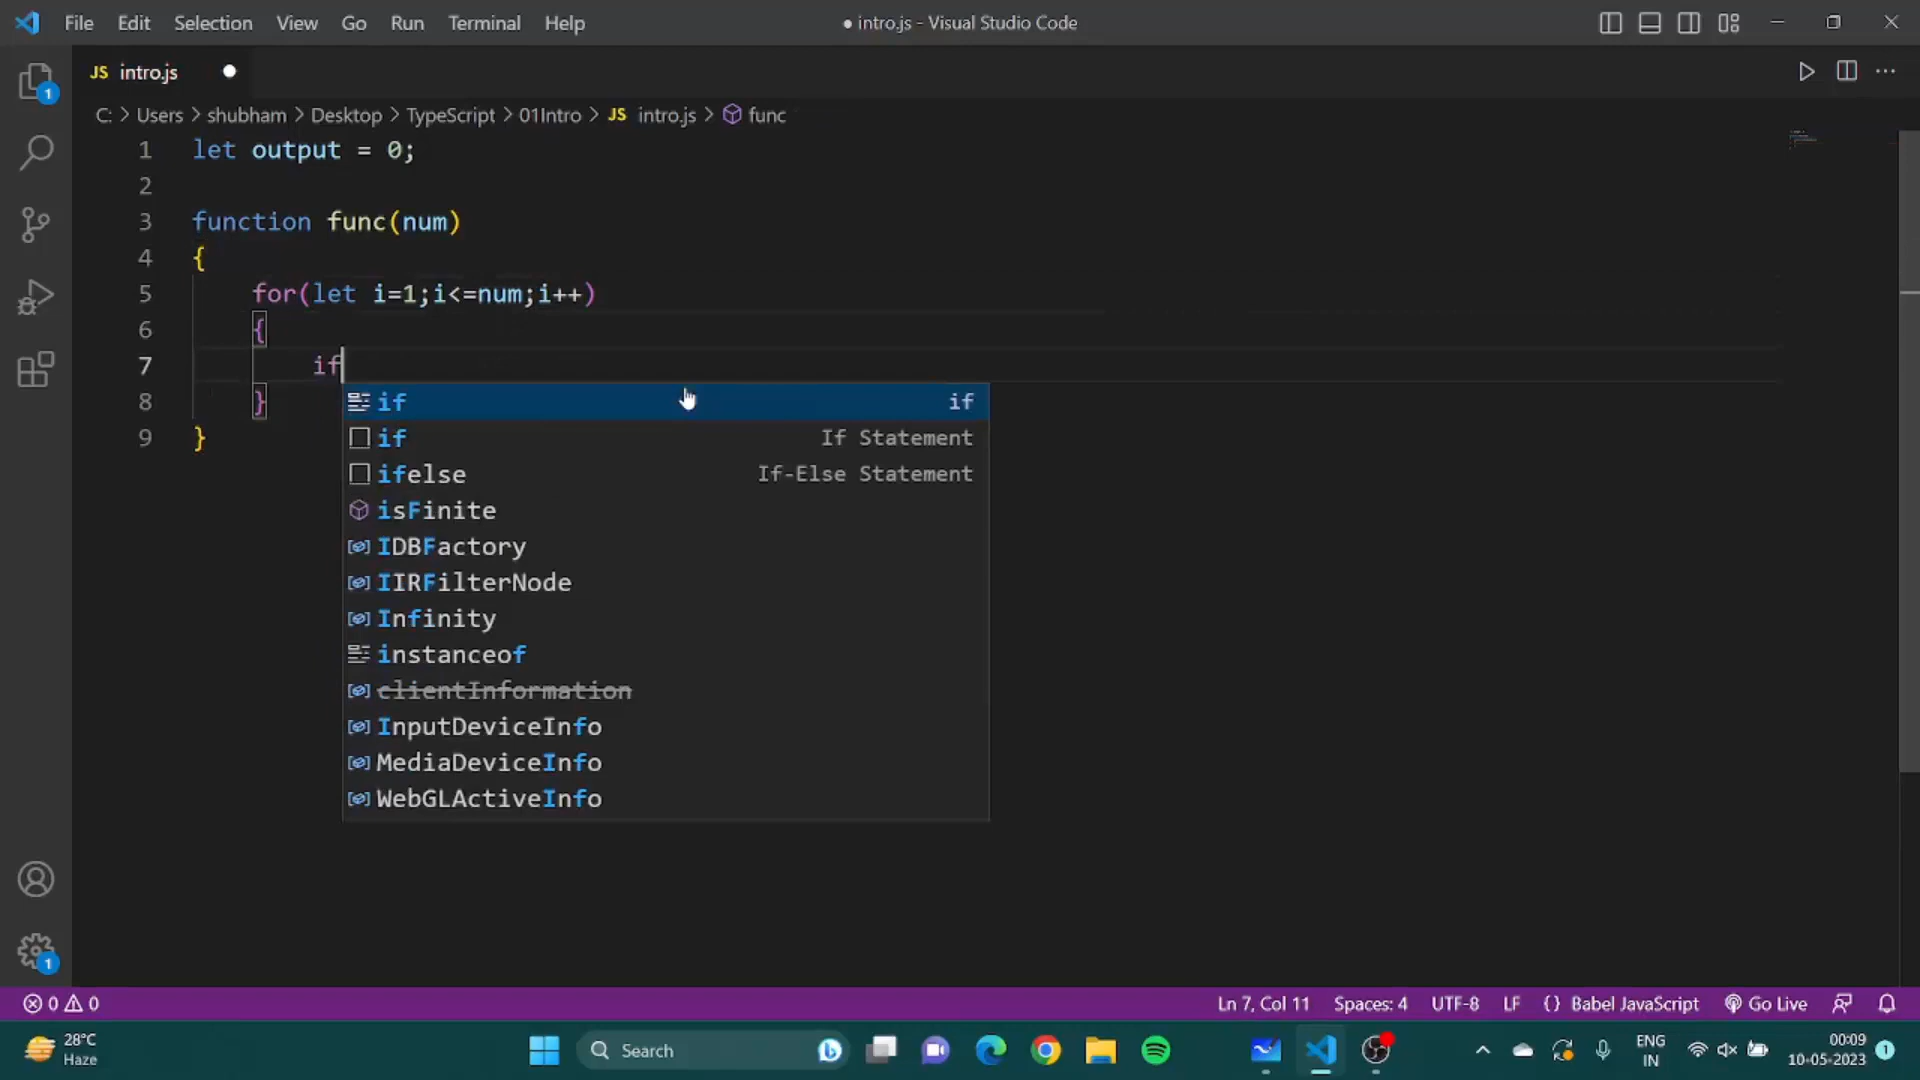 File Edit Selection View Go Run Terminal Help
● intro.js - Visual Studio Code
JS intro.js ●
C: > Users > shubham > Desktop > TypeScript > 01Intro > JS intro.js > func
1 let output = 0;
2
3 function func(num)
4 {
5 for(let i=1;i<=num;i++)
6 {
7 if
8 }
9 }
if if
if If Statement
ifelse If-Else Statement
isFinite
IDBFactory
IIRFilterNode
Infinity
instanceof
clientInformation
InputDeviceInfo
MediaDeviceInfo
WebGLActiveInfo
1
1
0 0
Ln 7, Col 11 Spaces: 4 UTF-8 LF {} Babel JavaScript Go Live
28°C
Haze
Search
ENG
IN
00:09
10-05-2023
1